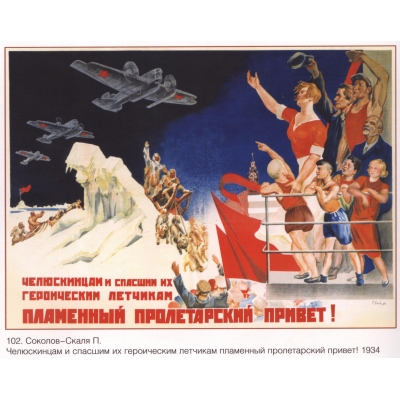 ЧЕЛЮСКИНЦАМ И СПАСШИМ ИХ
ГЕРОИЧЕСКИМ ЛЕТЧИКАМ
ПЛАМЕННЫЙ ПРОЛЕТАРСКИЙ ПРИВЕТ!
102. Соколов–Скаля П.
Челюскинцам и спасшим их героическим летчикам пламенный пролетарский привет! 1934